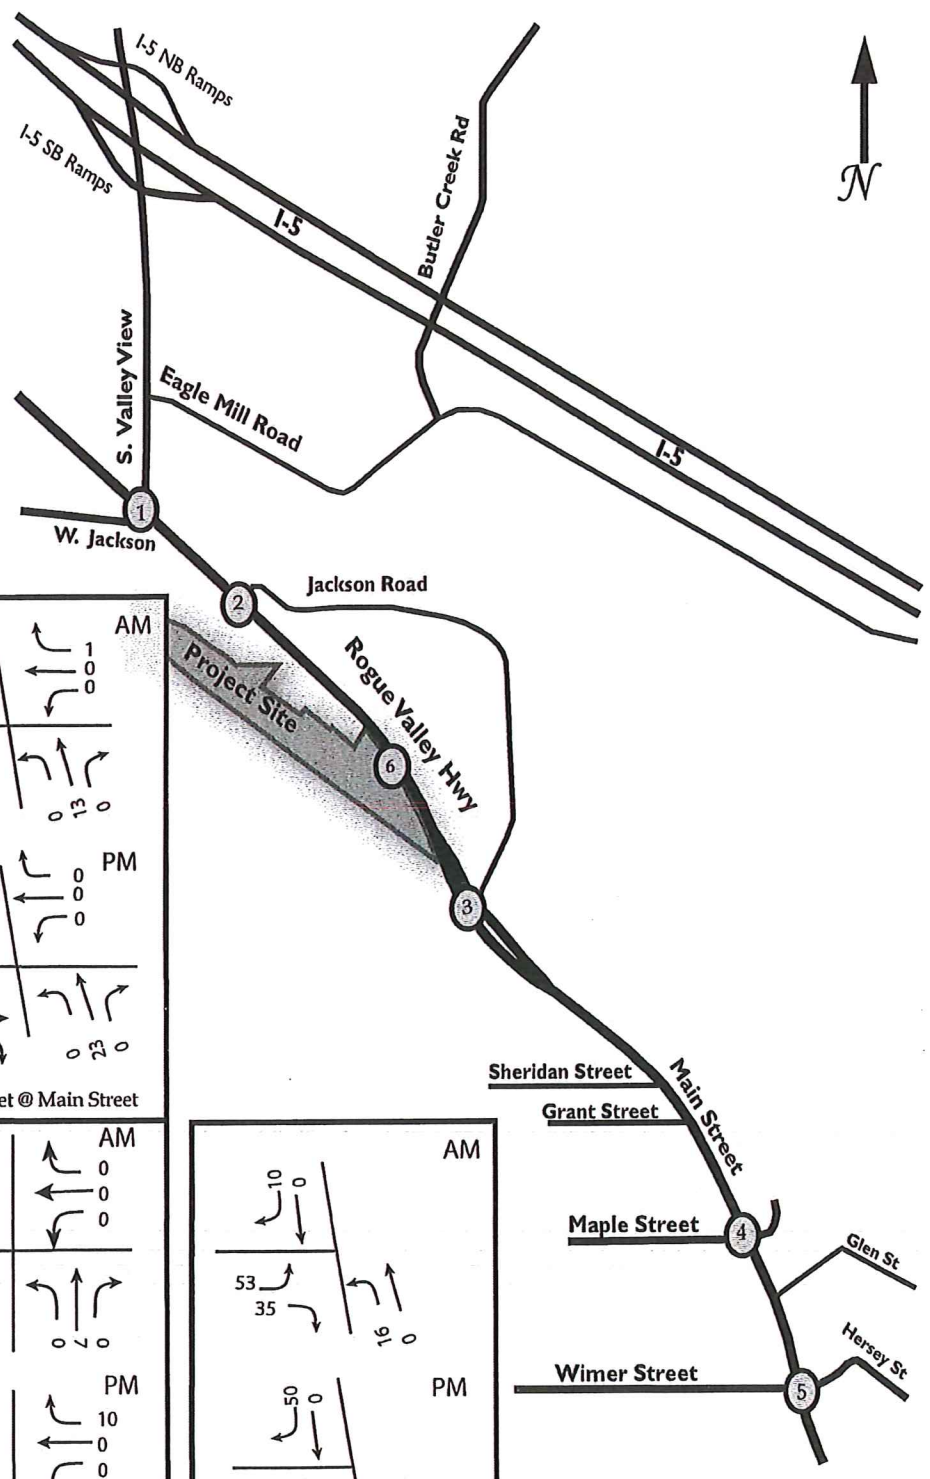 I-5 NB Ramps
I-5 SB Ramps
Butler Creek Rd
N
I-5
S. Valley View
Eagle Mill Road
I-5
1
W. Jackson
2
Jackson Road
Rogue Valley Hwy
Project Site
6
3
AM
1
0
0
0
13
0
PM
0
0
0
0
23
0
et @ Main Street
Sheridan Street
Grant Street
Main Street
Maple Street
4
Glen St
Hersey St
Wimer Street
5
AM
0
0
0
0
7
0
PM
10
0
0
AM
10
0
53
35
16
0
PM
50
0